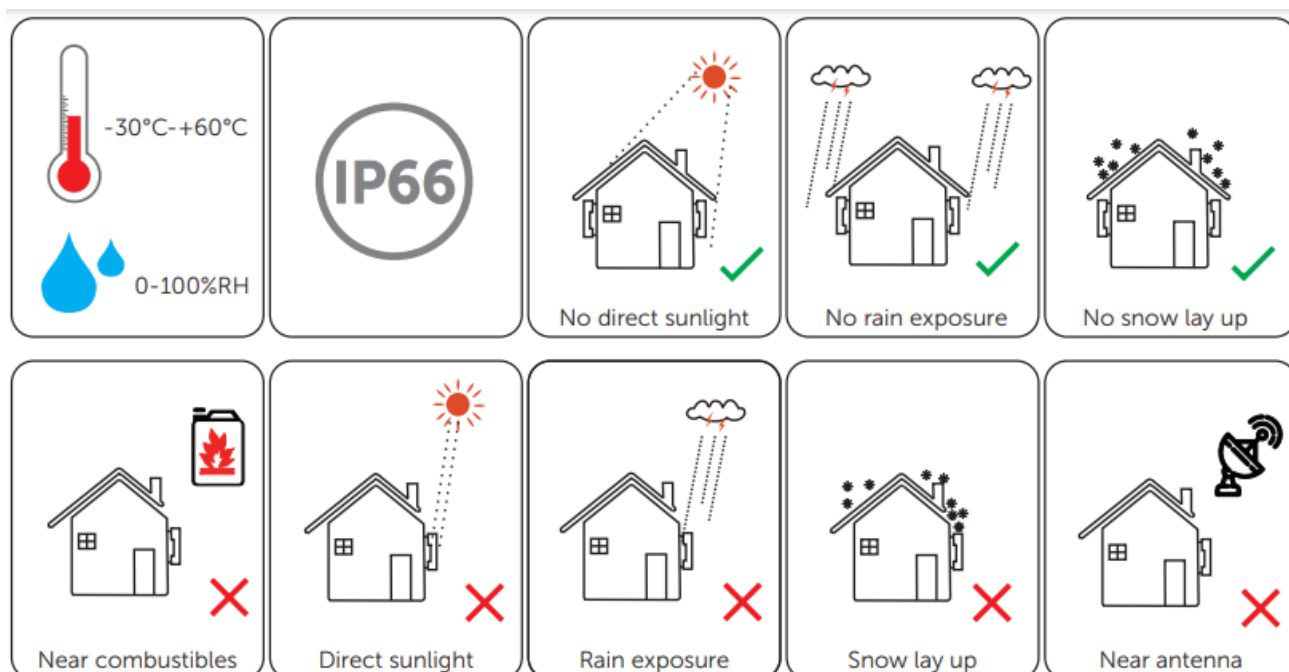 -30°C-+60°C
0-100%RH
IP66
No direct sunlight
No rain exposure
No snow lay up
Near combustibles
Direct sunlight
Rain exposure
Snow lay up
Near antenna